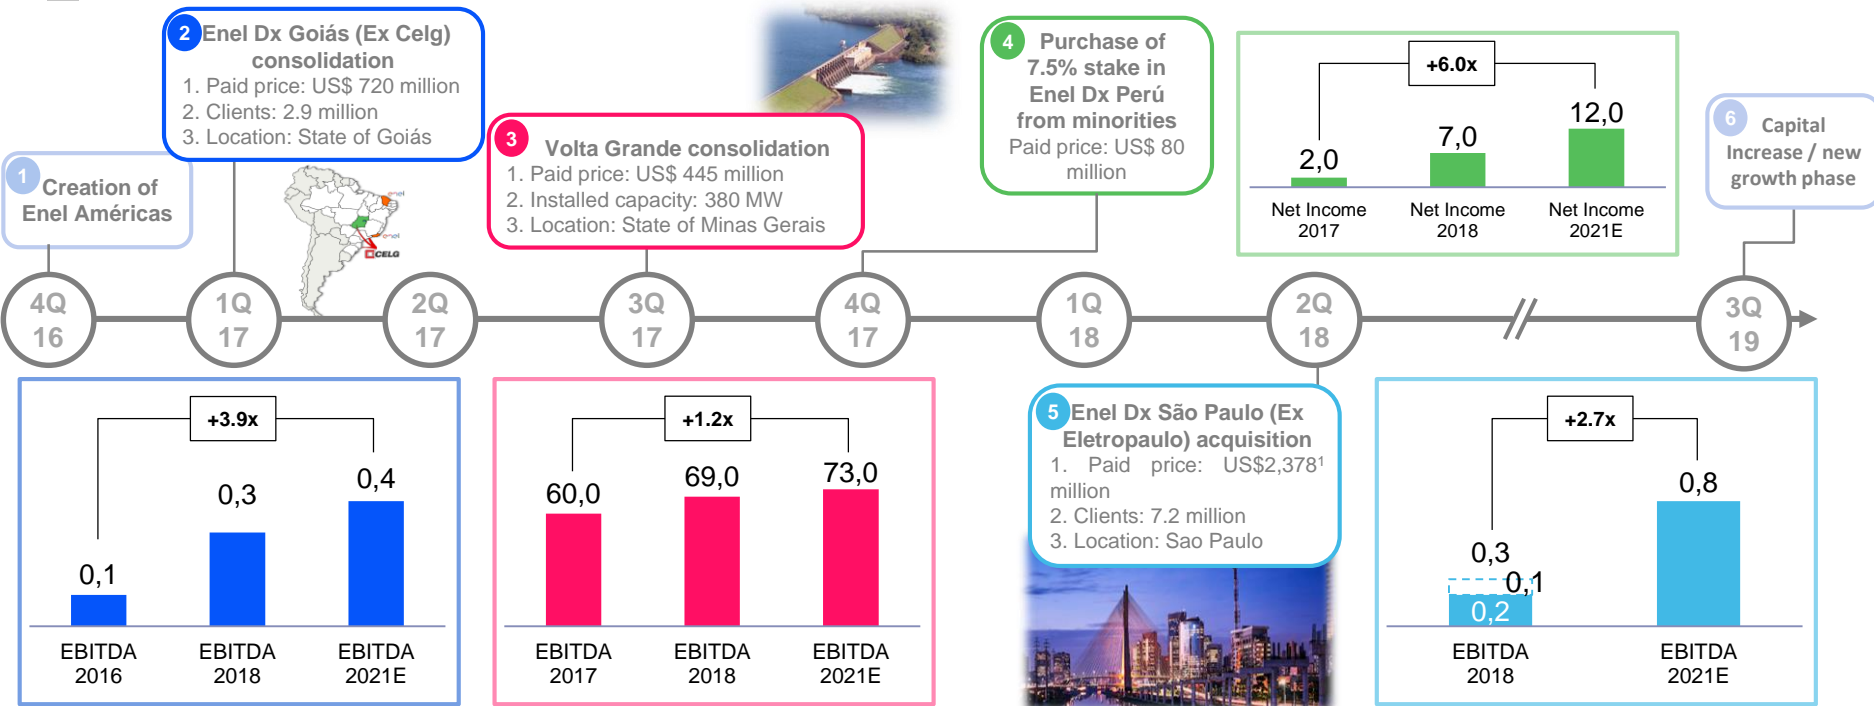 2
Enel Dx Goiás (Ex Celg)
consolidation
1. Paid price: US$ 720 million
2. Clients: 2.9 million
3. Location: State of Goiás
4
Purchase of
7.5% stake in
Enel Dx Perú
from minorities
Paid price: US$ 80
million
+6.0x
2,0
7,0
12,0
Net Income
2017
Net Income
2018
Net Income
2021E
6
Capital
Increase / new
growth phase
1
Creation of
Enel Américas
enel
enel
CELG
3
Volta Grande consolidation
1. Paid price: US$ 445 million
2. Installed capacity: 380 MW
3. Location: State of Minas Gerais
4Q
16
1Q
17
2Q
17
3Q
17
4Q
17
1Q
18
2Q
18
3Q
19
+3.9x
0,1
0,3
0,4
EBITDA
2016
EBITDA
2018
EBITDA
2021E
+1.2x
60,0
69,0
73,0
EBITDA
2017
EBITDA
2018
EBITDA
2021E
5
Enel Dx São Paulo (Ex
Eletropaulo) acquisition
1. Paid price: US$2,378¹
million
2. Clients: 7.2 million
3. Location: Sao Paulo
+2.7x
0,3
0,1
0,2
0,8
EBITDA
2018
EBITDA
2021E